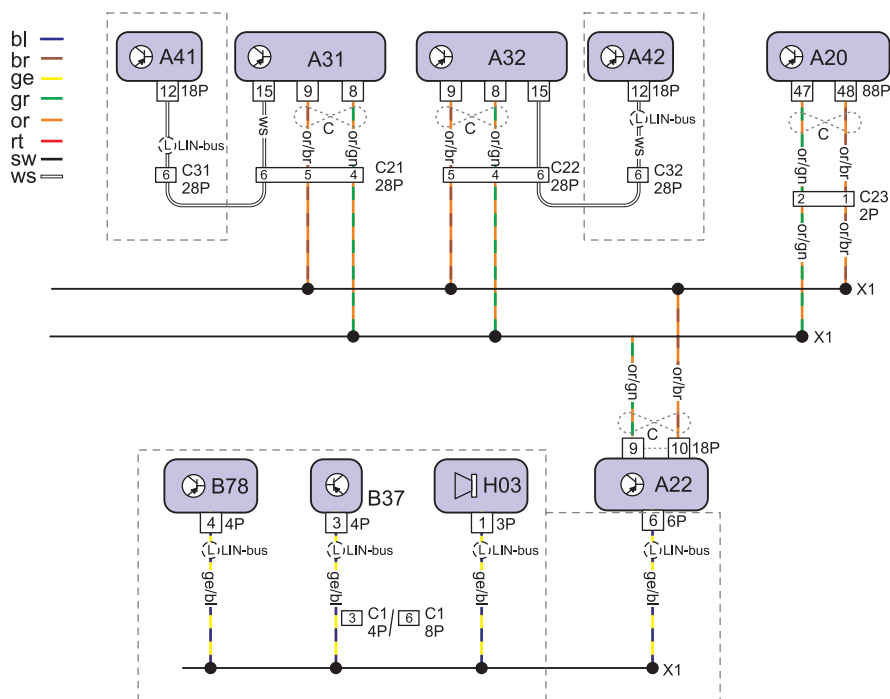 bl
br
ge
gr
or
rt
sw
ws
A41
A31
A32
A42
A20
12 18P
15 9 8
9 8 15
12 18P
47 48 88P
L LIN-bus
ws
C
or/br
or/gn
C
or/br
or/gn
L LIN-bus
ws
C
or/gn
or/br
6 C31
28P
6 5 4 C21
28P
5 4 6 C22
28P
6 C32
28P
2 1 C23
2P
or/gn
or/br
X1
X1
or/gn
or/br
C
9 10 18P
B78
B37
H03
A22
4 4P
3 4P
1 3P
6 6P
L LIN-bus
L LIN-bus
L LIN-bus
L LIN-bus
ge/bl
ge/bl
ge/bl
ge/bl
3 C1 / 6 C1
4P 8P
X1